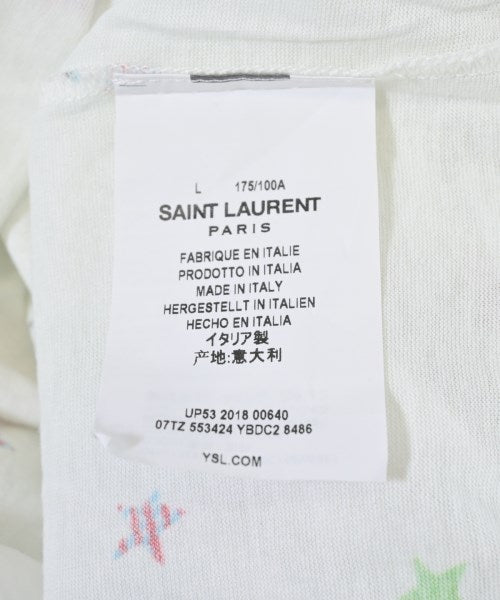 L 175/100A
SAINT LAURENT
PARIS
FABRIQUE EN ITALIE
PRODOTTO IN ITALIA
MADE IN ITALY
HERGESTELLT IN ITALIEN
HECHO EN ITALIA
イタリア製
产地:意大利
UP53 2018 00640
07TZ 553424 YBDC2 8486
YSL.COM